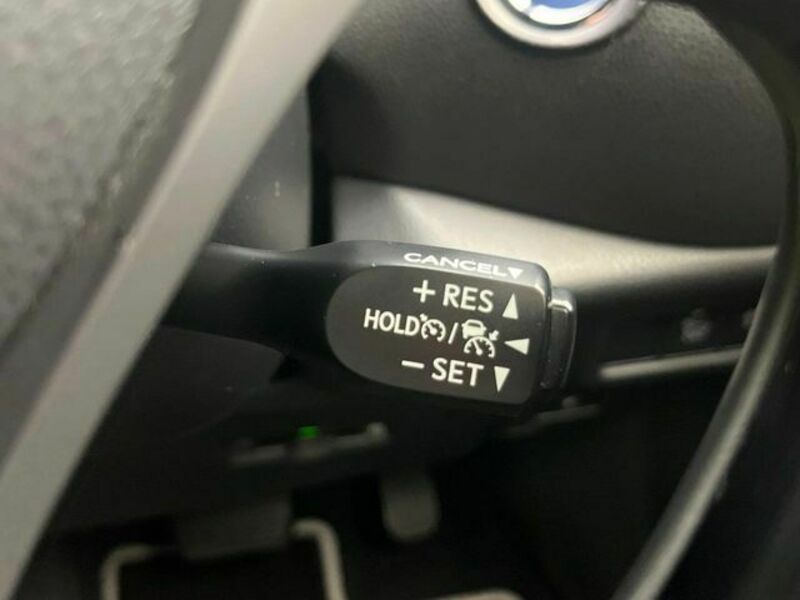 CANCEL▼
+ RES ▲
HOLD / ◀
− SET ▼